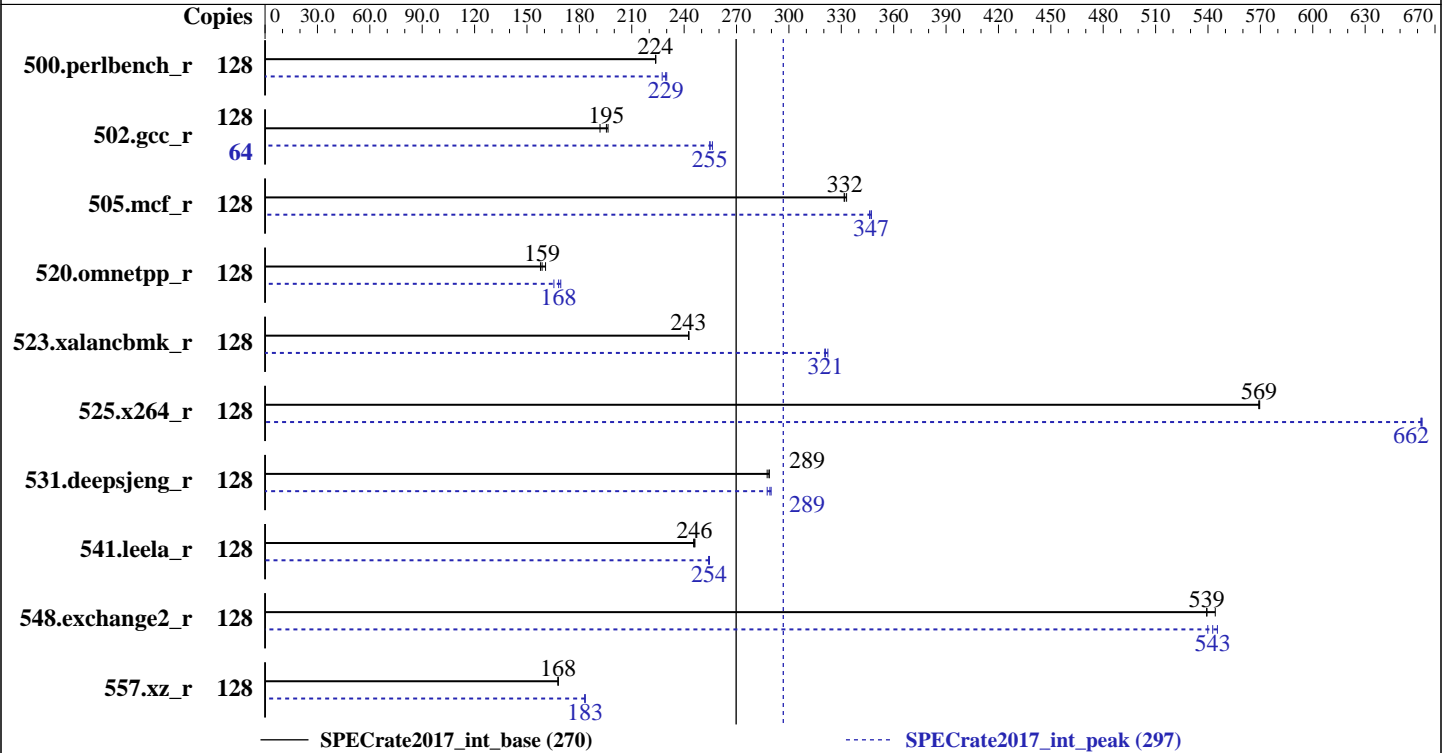 Copies 0 30.0 60.0 90.0 120 150 180 210 240 270 300 330 360 390 420 450 480 510 540 570 600 630 670
224
500.perlbench_r 128
229
128 195
502.gcc_r
64 255
332
505.mcf_r 128
347
159
520.omnetpp_r 128
168
243
523.xalancbmk_r 128
321
569
525.x264_r 128
662
289
531.deepsjeng_r 128
289
246
541.leela_r 128
254
539
548.exchange2_r 128
543
168
557.xz_r 128
183
SPECrate2017_int_base (270) SPECrate2017_int_peak (297)